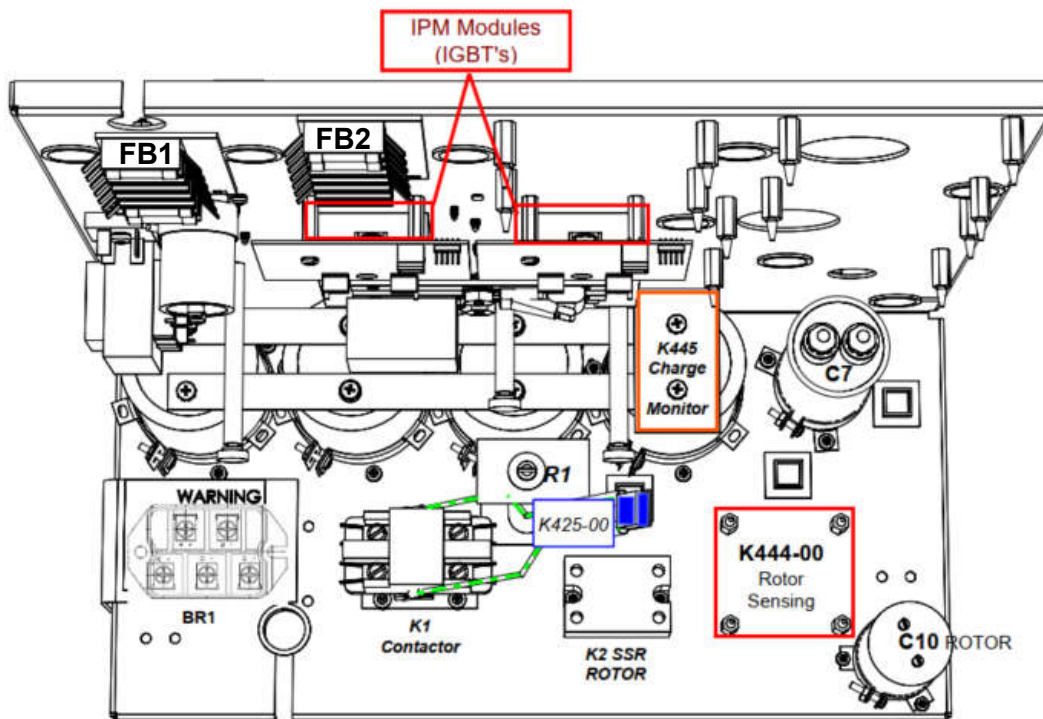 IPM Modules
(IGBT's)
FB1
FB2
K445
Charge
Monitor
C7
R1
WARNING
K425-00
K444-00
Rotor
Sensing
BR1
K1
Contactor
K2 SSR
ROTOR
C10 ROTOR